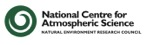 National Centre for
Atmospheric Science
NATURAL ENVIRONMENT RESEARCH COUNCIL